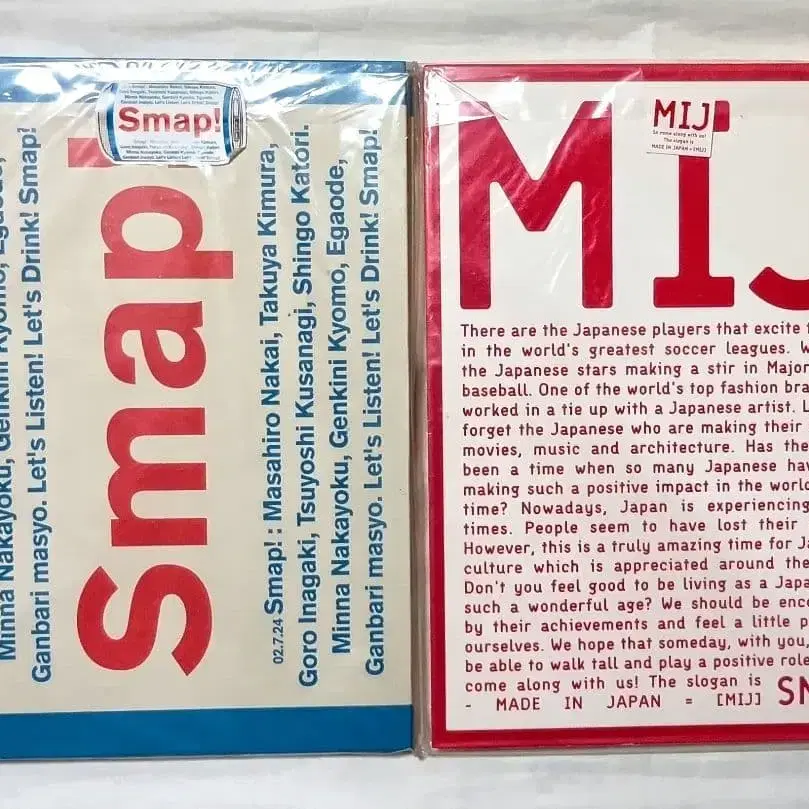 Smap!
Smap!
02.7.24 Smap! : Masahiro Nakai, Takuya Kimura,
Goro Inagaki, Tsuyoshi Kusanagi, Shingo Katori.
Minna Nakayoku, Genkini Kyomo, Egaode,
Ganbari masyo. Let's Listen! Let's Drink! Smap!
Minna Nakayoku, Genkini Kyomo, Egaode,
Ganbari masyo. Let's Listen! Let's Drink! Smap!
MIJ
So come along with us!
The slogan is
MADE IN JAPAN = [MIJ]
MIJ
There are the Japanese players that excite
in the world's greatest soccer leagues.
the Japanese stars making a stir in Major
baseball. One of the world's top fashion
worked in a tie up with a Japanese artist.
forget the Japanese who are making their
movies, music and architecture. Has
been a time when so many Japanese
making such a positive impact in the world
time? Nowadays, Japan is experiencing
times. People seem to have lost their
However, this is a truly amazing time for
culture which is appreciated around the
Don't you feel good to be living as a
such a wonderful age? We should be
by their achievements and feel a little
ourselves. We hope that someday, with you,
be able to walk tall and play a positive role
come along with us! The slogan is
- MADE IN JAPAN = [MIJ]